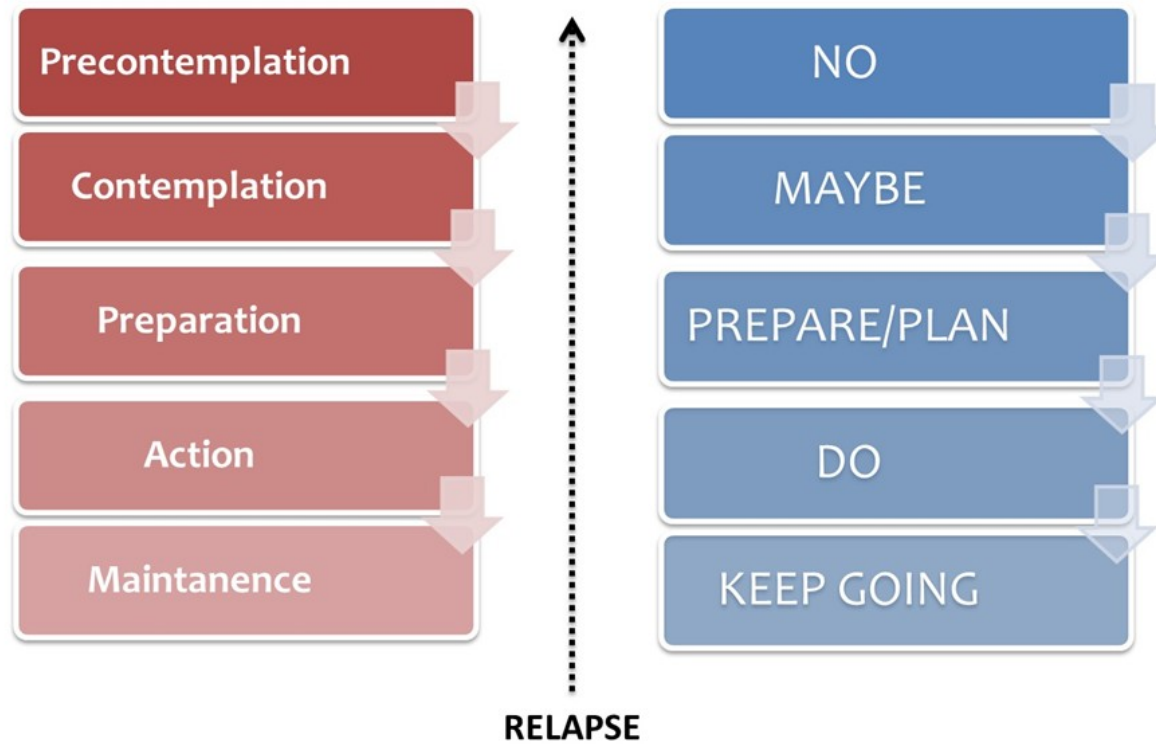 Precontemplation
Contemplation
Preparation
Action
Maintanence
NO
MAYBE
PREPARE/PLAN
DO
KEEP GOING
RELAPSE